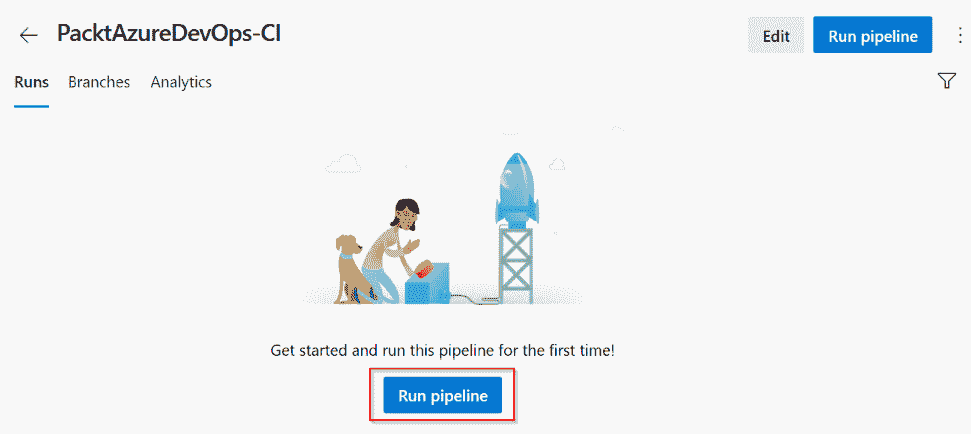 PacktAzureDevOps-CI
Edit
Run pipeline
Runs
Branches
Analytics
Get started and run this pipeline for the first time!
Run pipeline